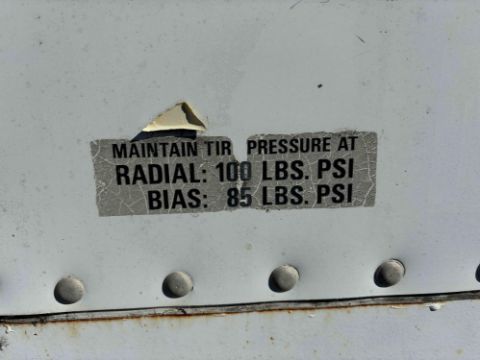 MAINTAIN TIR PRESSURE AT
RADIAL: 100 LBS. PSI
BIAS: 85 LBS. PSI